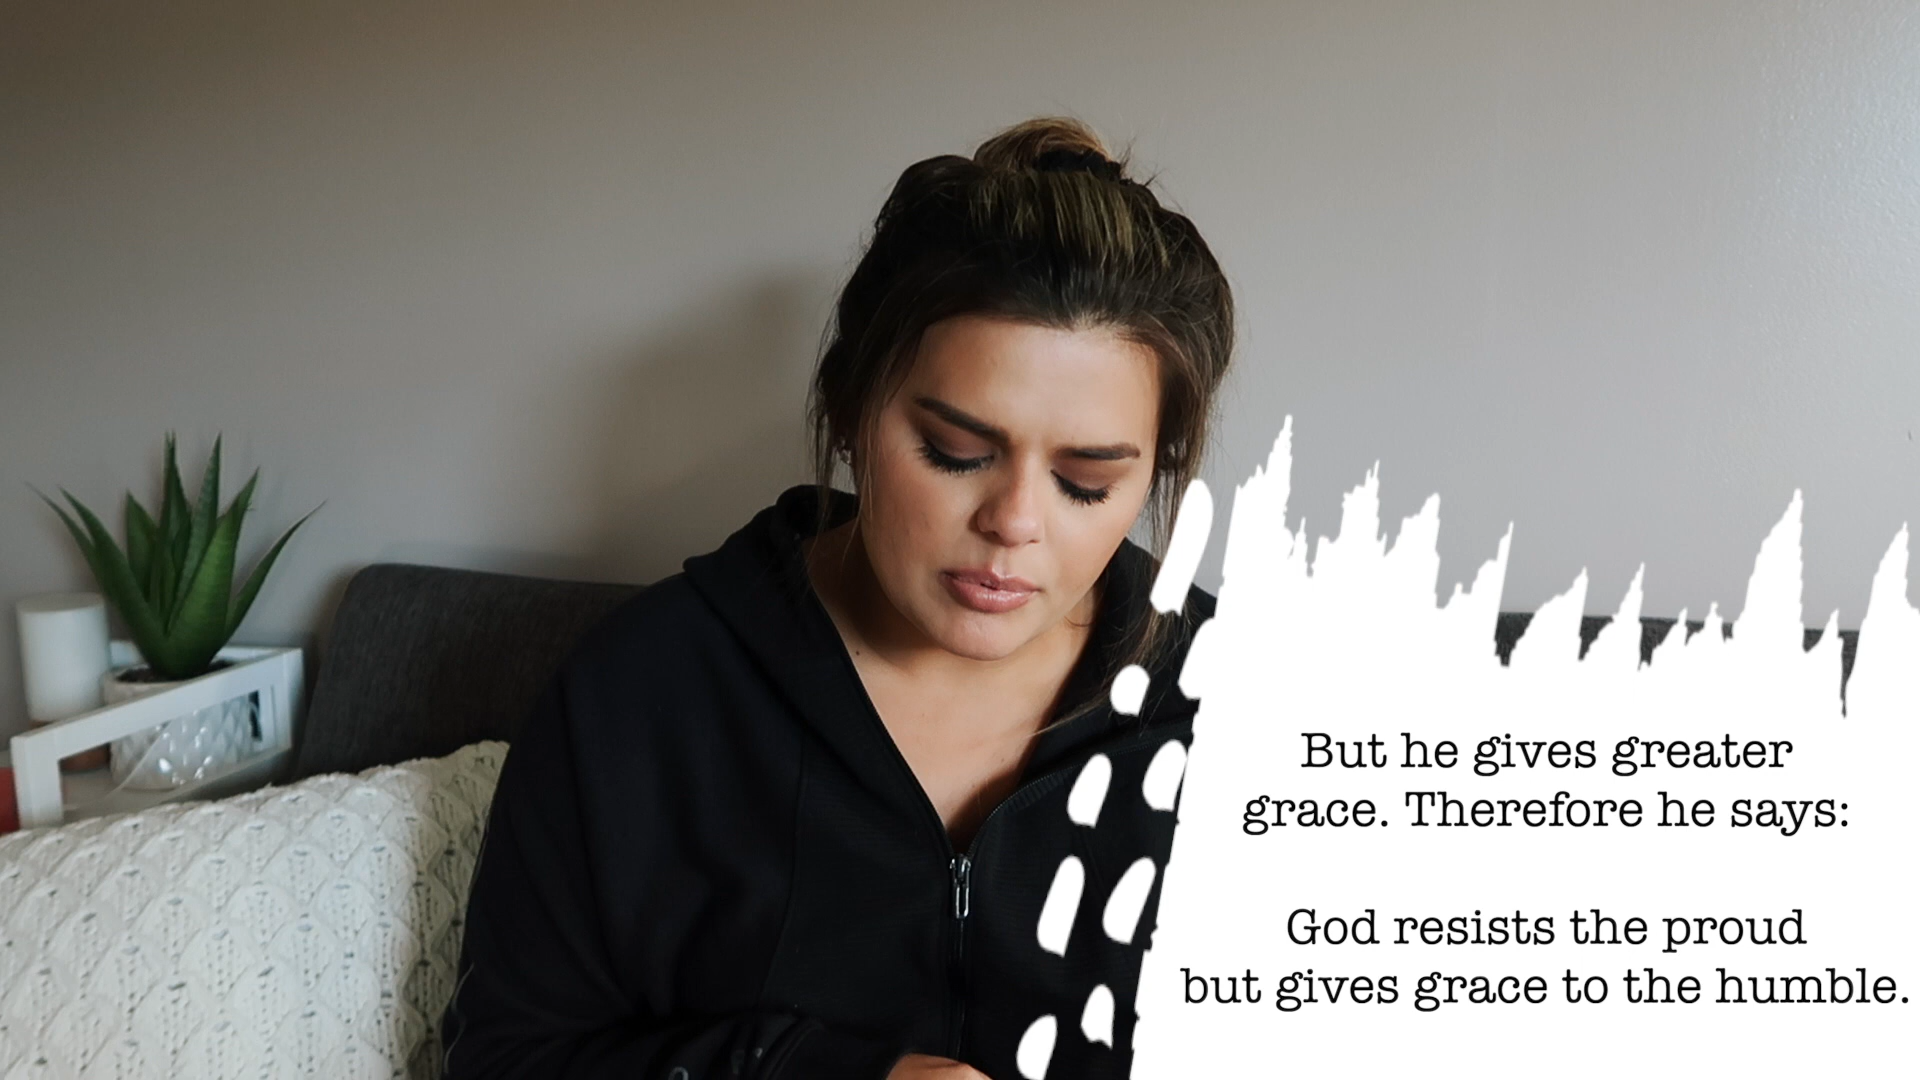 But he gives greater
grace. Therefore he says:
God resists the proud
but gives grace to the humble.